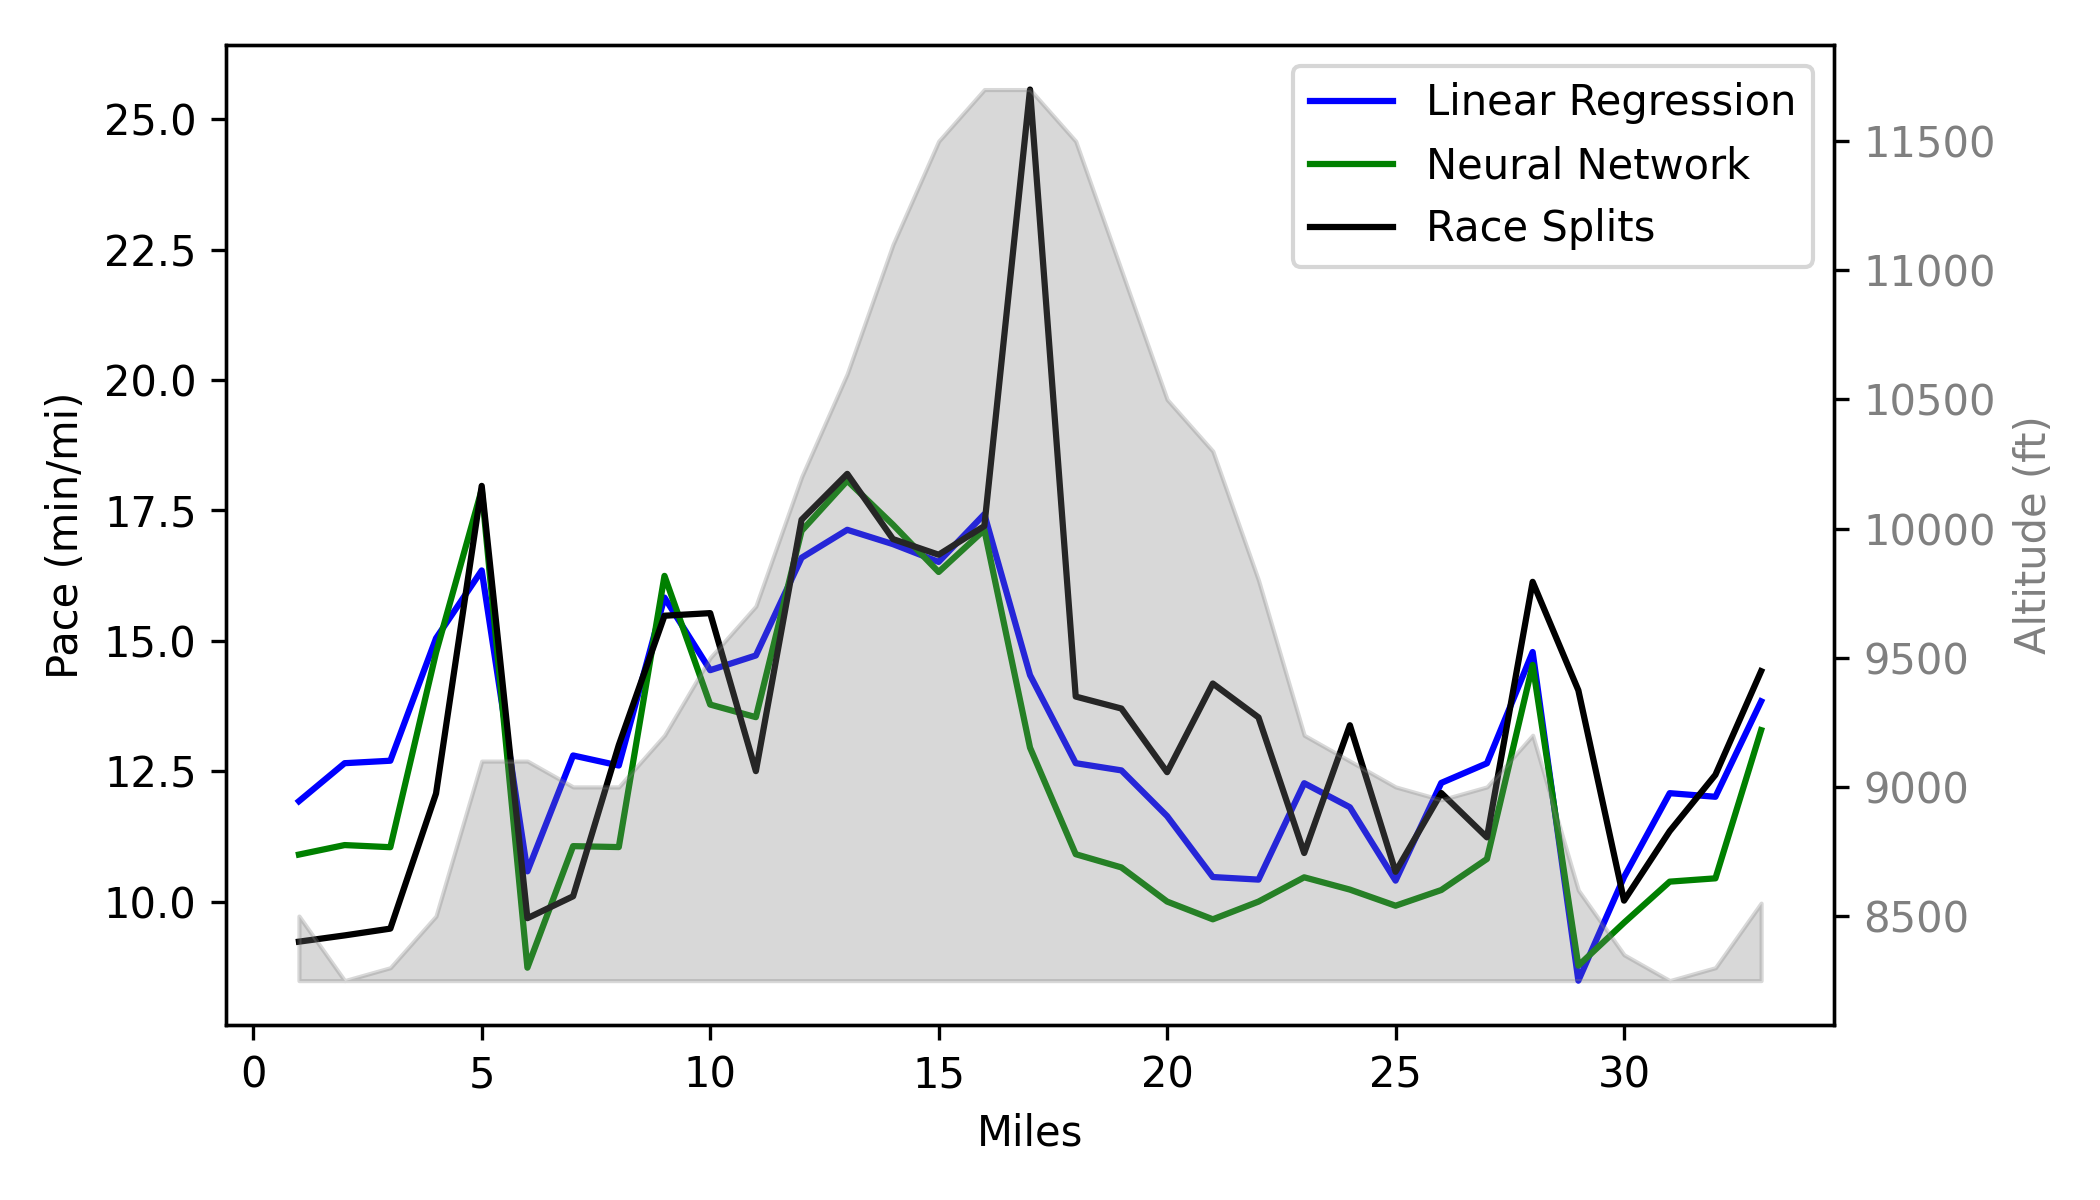 Linear Regression
Neural Network
Race Splits
Pace (min/mi)
25.0
22.5
20.0
17.5
15.0
12.5
10.0
11500
11000
10500
10000
9500
9000
8500
Altitude (ft)
0 5 10 15 20 25 30
Miles